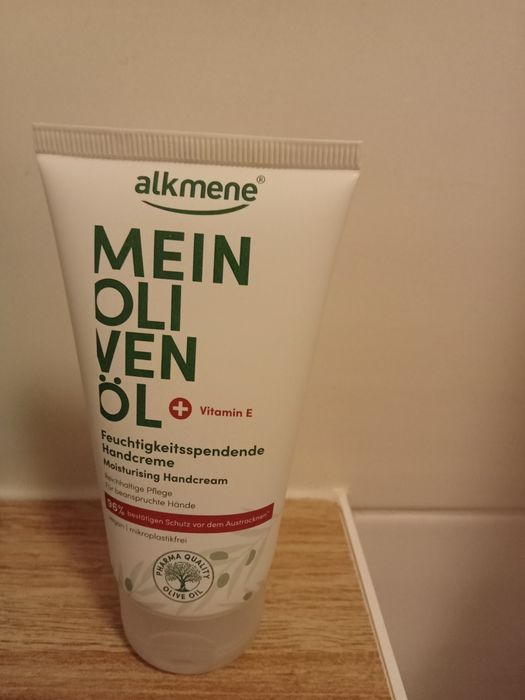 alkmene®
MEIN
OLI
VEN
ÖL + Vitamin E
Feuchtigkeitsspendende
Handcreme
Moisturising Handcream
Reichhaltige Pflege
für beanspruchte Hände
96% bestätigen Schutz vor dem Austrocknen
vegan | mikroplastikfrei
PHARMA QUALITY
OLIVE OIL